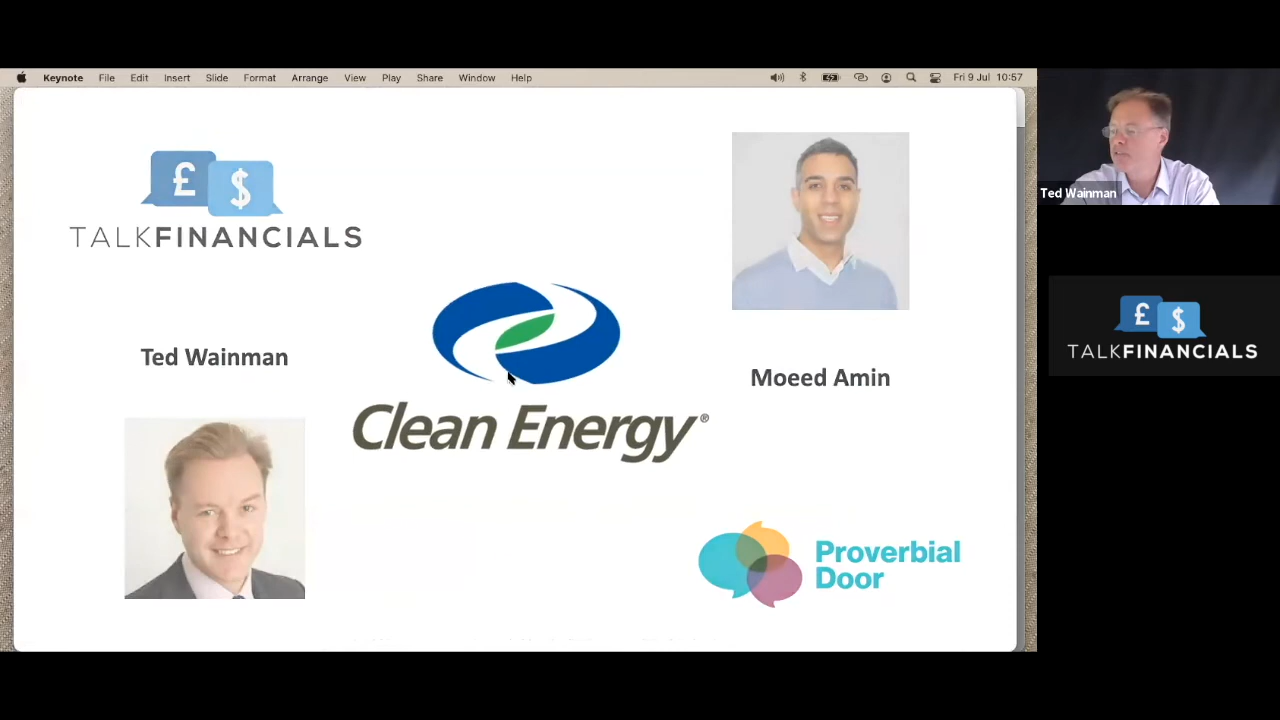 Keynote File Edit Insert Slide Format Arrange View Play Share Window Help Fri 9 Jul 10:57
£ $
TALKFINANCIALS
Ted Wainman
Moeed Amin
Clean Energy®
Proverbial
Door
Ted Wainman
£ $
TALKFINANCIALS